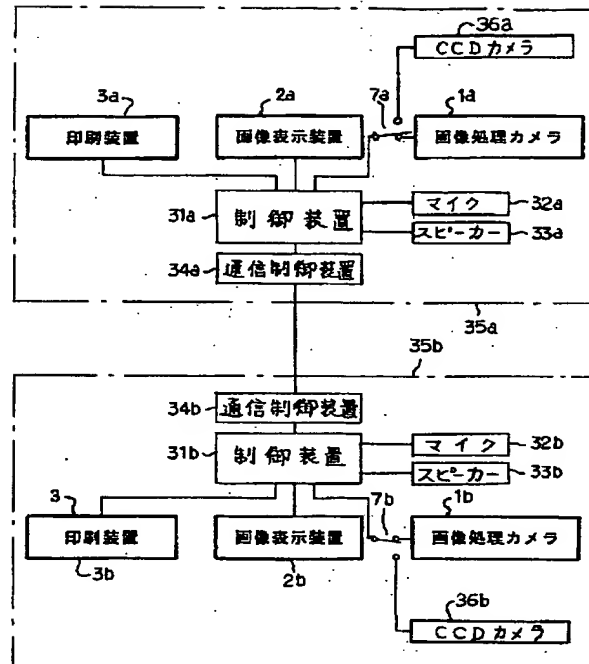 36a
CCDカメラ
3a
2a
7a
1a
印刷装置
画像表示装置
画像処理カメラ
31a
制御装置
マイク
32a
スピーカー
33a
34a
通信制御装置
35a
35b
34b
通信制御装置
31b
制御装置
マイク
32b
スピーカー
33b
3
7b
1b
印刷装置
画像表示装置
画像処理カメラ
3b
2b
36b
CCDカメラ